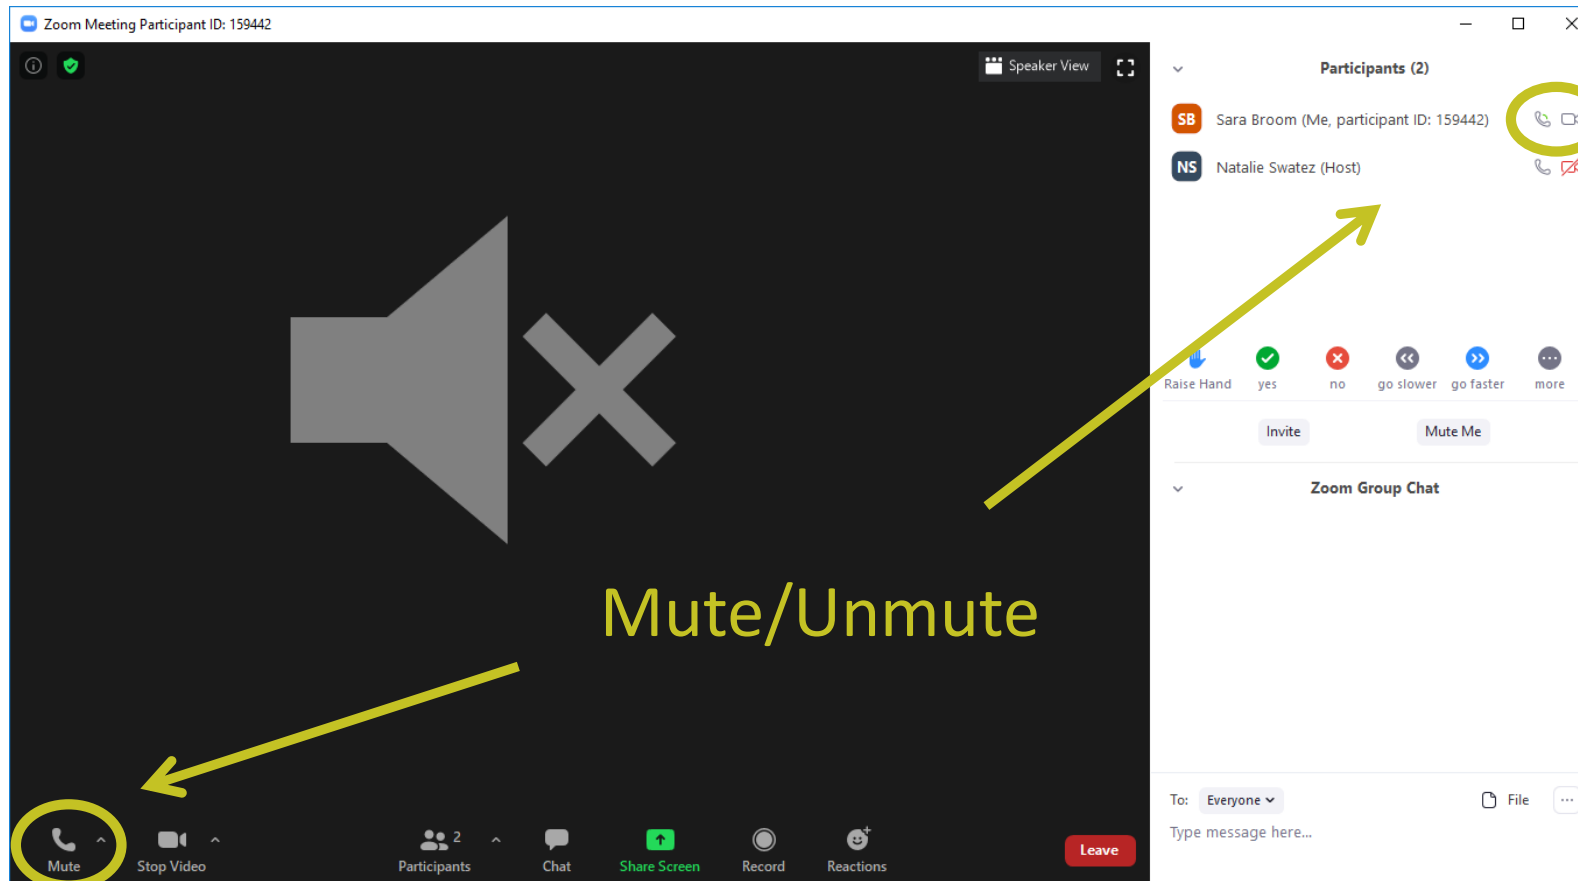 Zoom Meeting Participant ID: 159442
Speaker View
Participants (2)
SB Sara Broom (Me, participant ID: 159442)
NS Natalie Swatez (Host)
Raise Hand yes no go slower go faster more
Invite Mute Me
Zoom Group Chat
Mute/Unmute
To: Everyone File
Type message here...
Mute Stop Video Participants 2 Chat Share Screen Record Reactions Leave